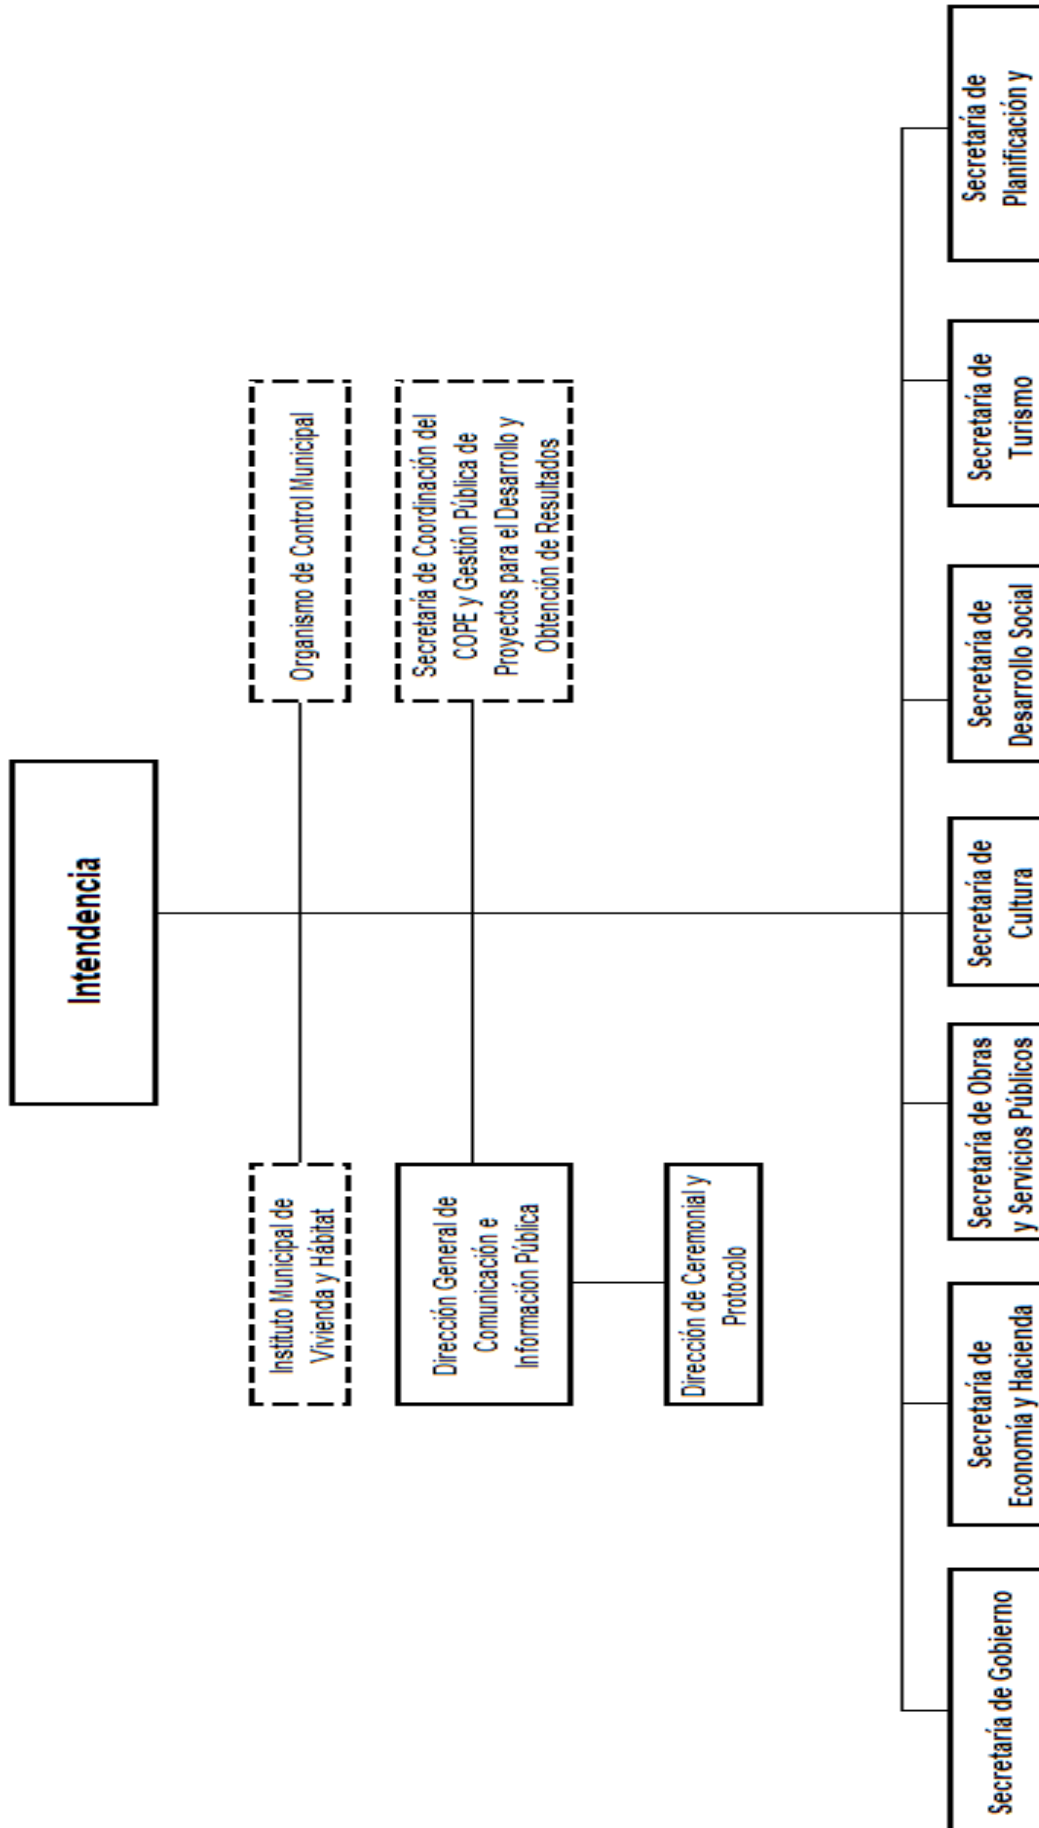 Intendencia
Instituto Municipal de
Vivienda y Hábitat
Organismo de Control Municipal
Dirección General de
Comunicación e
Información Pública
Secretaría de Coordinación del
COPE y Gestión Pública de
Proyectos para el Desarrollo y
Obtención de Resultados
Dirección de Ceremonial y
Protocolo
Secretaría de Gobierno
Secretaría de
Economía y Hacienda
Secretaría de Obras
y Servicios Públicos
Secretaría de
Cultura
Secretaría de
Desarrollo Social
Secretaría de
Turismo
Secretaría de
Planificación y